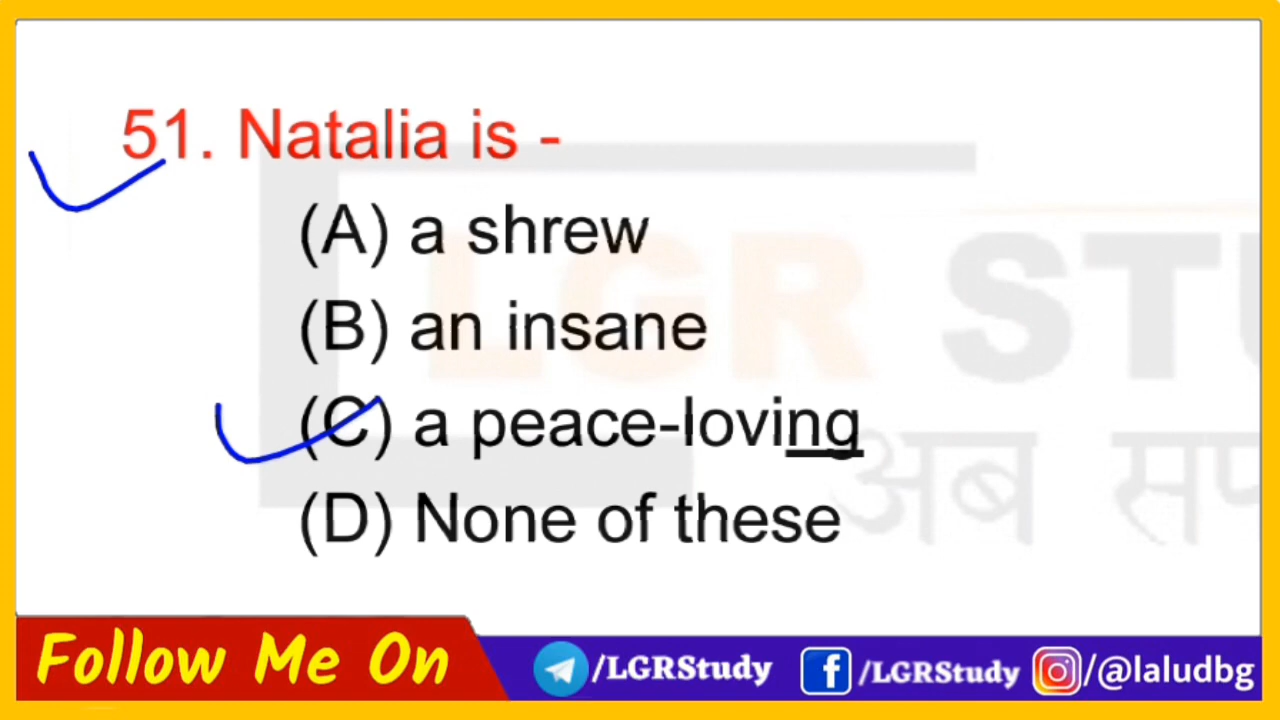 51. Natalia is -
(A) a shrew
(B) an insane
(C) a peace-loving
(D) None of these
LGR STU
अब सप
Follow Me On
/LGRStudy
/LGRStudy
/@laludbg